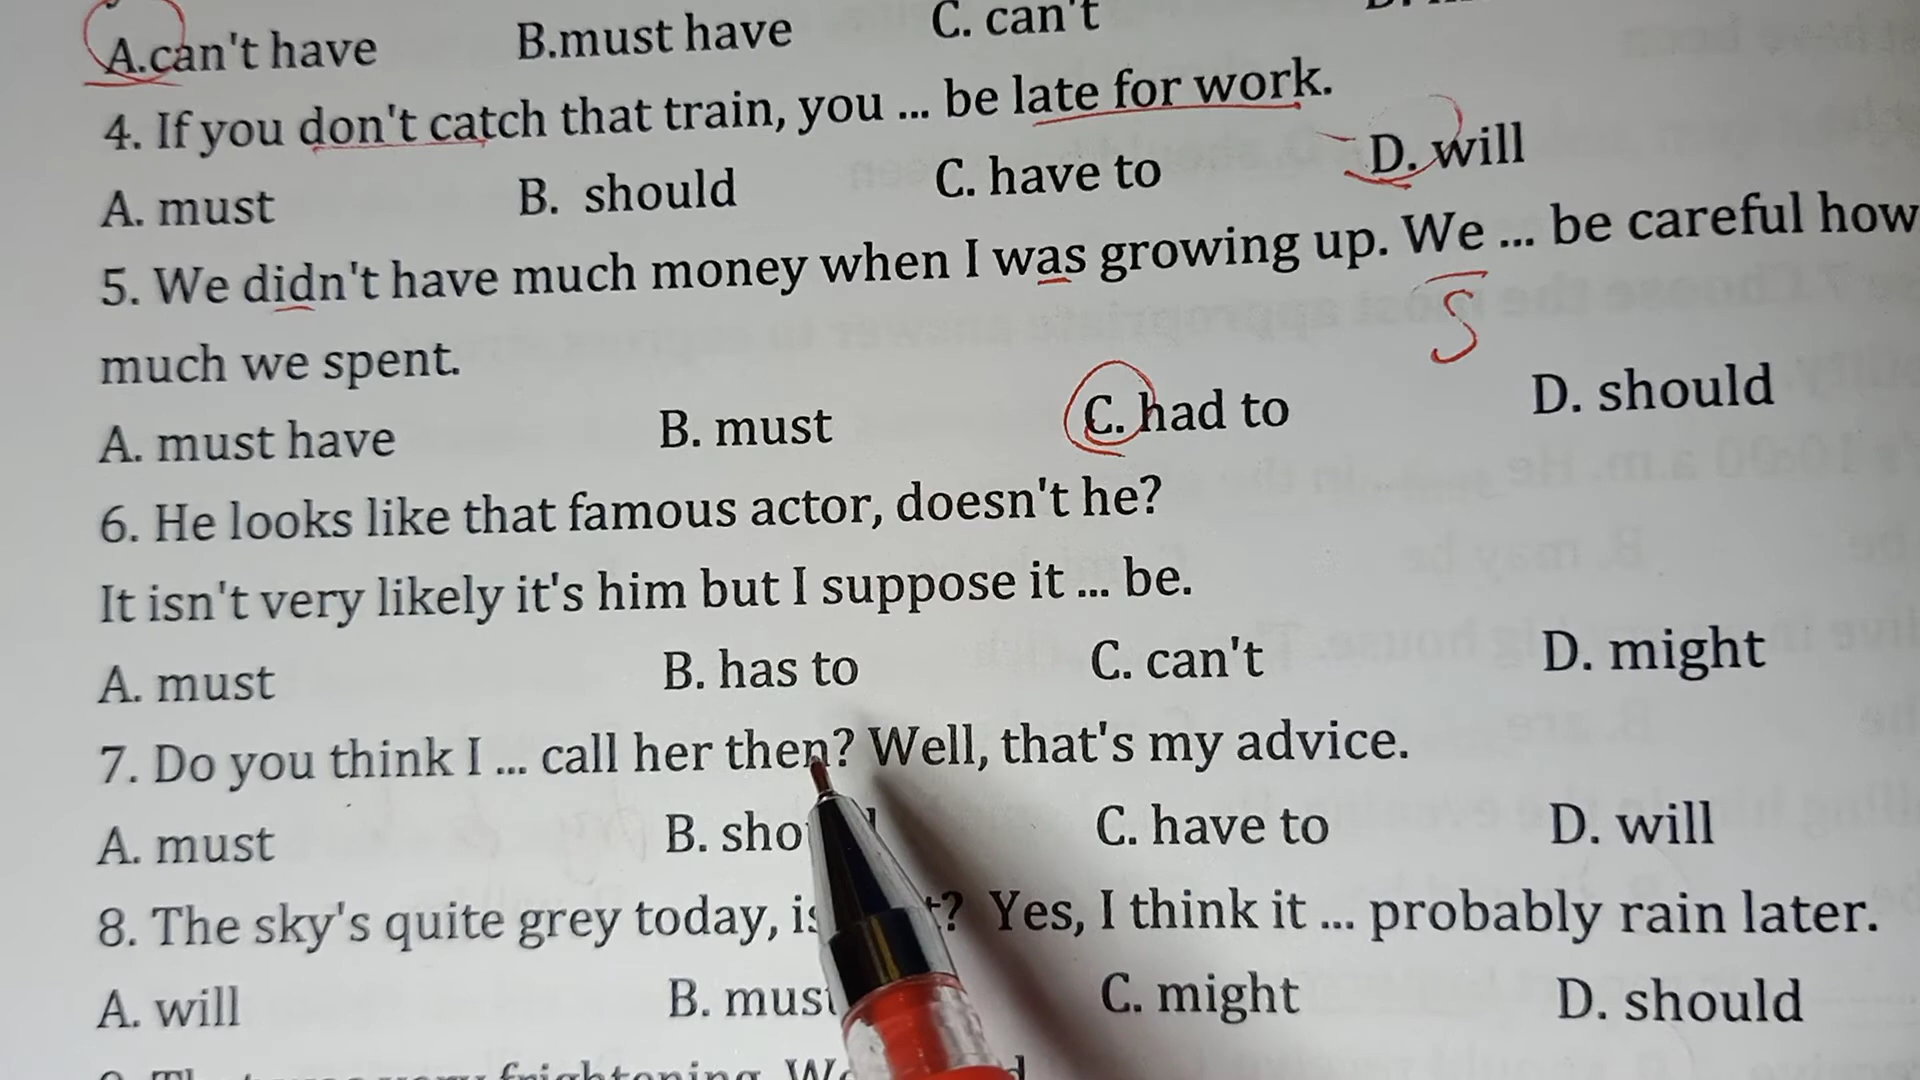 A.can't have B.must have C. can't
4. If you don't catch that train, you ... be late for work.
A. must B. should C. have to D. will
5. We didn't have much money when I was growing up. We ... be careful how
S
much we spent.
A. must have B. must C. had to D. should
6. He looks like that famous actor, doesn't he?
It isn't very likely it's him but I suppose it ... be.
A. must B. has to C. can't D. might
7. Do you think I ... call her then? Well, that's my advice.
A. must B. C. have to D. will
8. The sky's quite grey today, Yes, I think it ... probably rain later.
A. will B. must C. might D. should
very frightening.